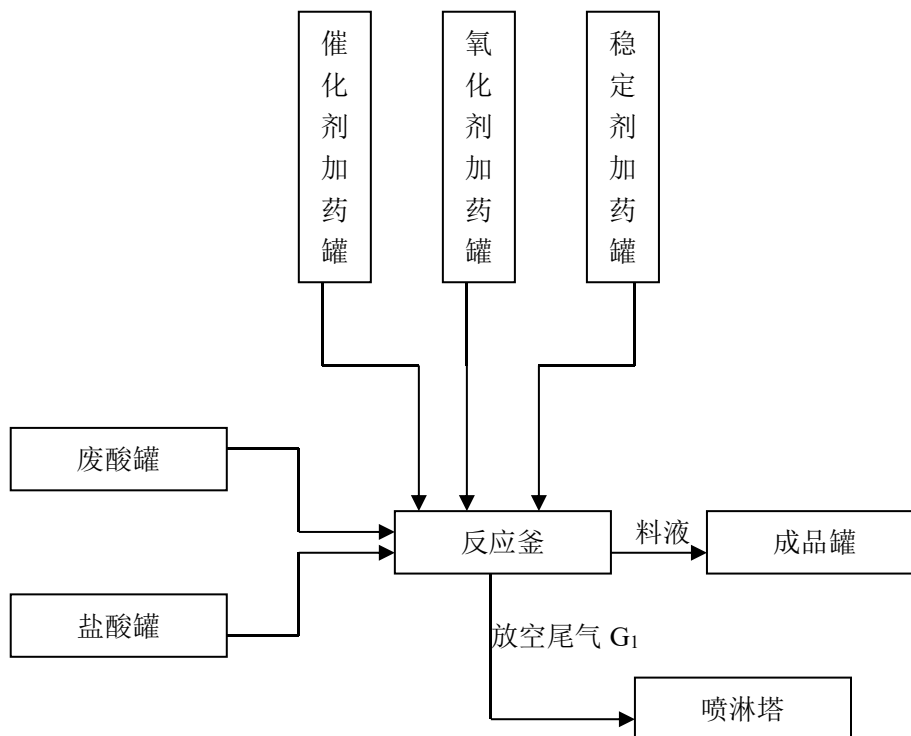 催化剂加药罐
氧化剂加药罐
稳定剂加药罐
废酸罐
反应釜
料液
成品罐
盐酸罐
放空尾气 G₁
喷淋塔